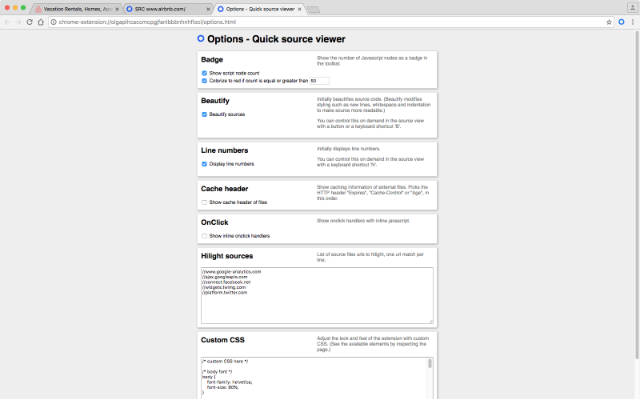 Vacation Rentals, Homes, Apa
SRC www.airbnb.com
Options - Quick source viewer
Options - Quick source viewer
Badge
Show the number of Javascript nodes as a badge in the toolbar.
Show script node count
Colorize to red if count is equal or greater than 50
Beautify
Initially beautifies source code. (Beautify modifies
styling such as new lines, whitespace and indentation
to make source more readable.)
You can control this on demand in the source view
with a button or a keyboard shortcut 'B'.
Beautify sources
Line numbers
Initially displays line numbers.
You can control this on demand in the source view
with a keyboard shortcut 'N'.
Display line numbers
Cache header
Show caching information of external files. Picks the
HTTP header "Expires", "Cache-Control" or "Age", in
this order.
Show cache header of files
OnClick
Show onclick handlers with inline javascript.
Show inline onclick handlers
Hilight sources
List of source files urls to hilight, one url match per
line.
//www.google-analytics.com
//ajax.googleapis.com
//connect.facebook.net
//widgets.twimg.com
//platform.twitter.com
Custom CSS
Adjust the look and feel of the extension with custom
CSS. (See the available elements by inspecting the
page.)
/* custom CSS here */
/* body font */
body {
font-family: helvetica;
font-size: 80%;
}